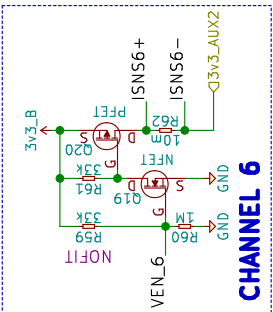 ISNS6+
ISNS6-
3v3_AUX2
3v3_B
PFET
S
D
Q20
G
R62
10m
NFET
33k
R61
D
S
Q19
G
GND
33k
R59
NOFIT
1M
R60
GND
VEN_6
CHANNEL 6